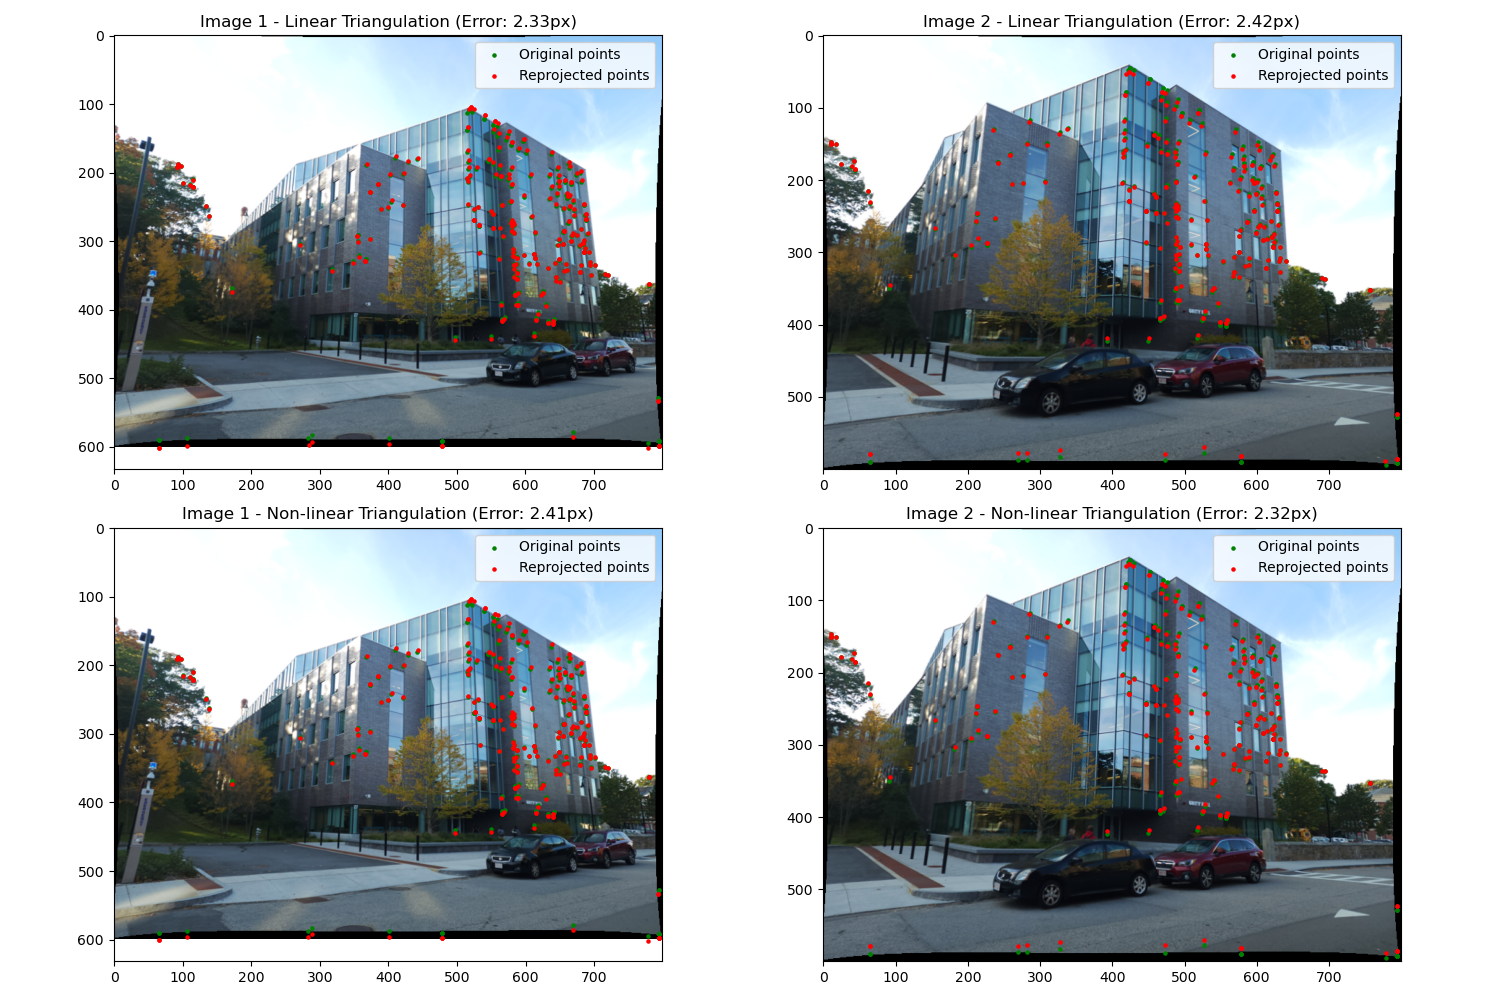 Image 1 - Linear Triangulation (Error: 2.33px)
Original points
Reprojected points
0
100
200
300
400
500
600
0 100 200 300 400 500 600 700
Image 2 - Linear Triangulation (Error: 2.42px)
Original points
Reprojected points
0
100
200
300
400
500
0 100 200 300 400 500 600 700
Image 1 - Non-linear Triangulation (Error: 2.41px)
Original points
Reprojected points
0
100
200
300
400
500
600
0 100 200 300 400 500 600 700
Image 2 - Non-linear Triangulation (Error: 2.32px)
Original points
Reprojected points
0
100
200
300
400
500
0 100 200 300 400 500 600 700